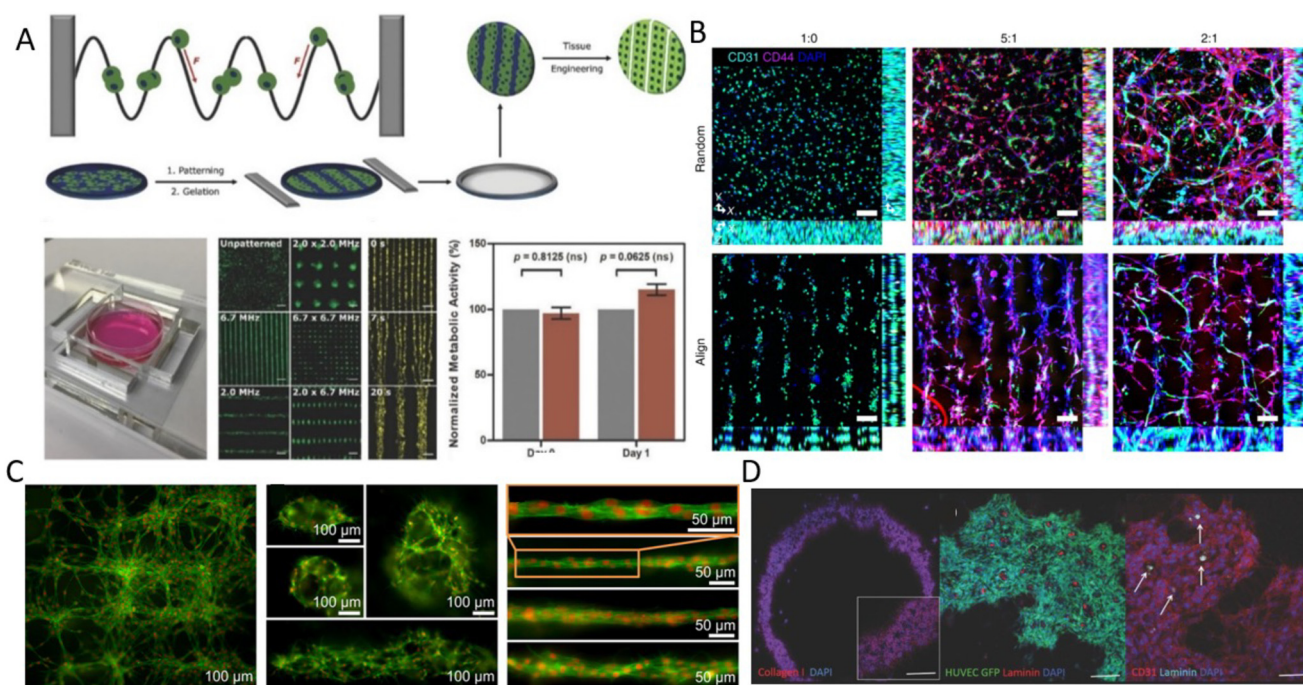 A
F
F
Tissue
Engineering
1. Patterning
2. Gelation
Unpatterned
2.0 x 2.0 MHz
0 s
6.7 MHz
6.7 x 6.7 MHz
7 s
2.0 MHz
2.0 x 6.7 MHz
20 s
Normalized Metabolic Activity (%)
150
100
50
0
p = 0.8125 (ns)
p = 0.0625 (ns)
Day 1
B
1:0
5:1
2:1
CD31 CD44 DAPI
Random
Y
X
Align
C
100 µm
100 µm
100 µm
100 µm
100 µm
50 µm
50 µm
50 µm
50 µm
D
Collagen I DAPI
HUVEC GFP Laminin DAPI
CD31 Laminin DAPI